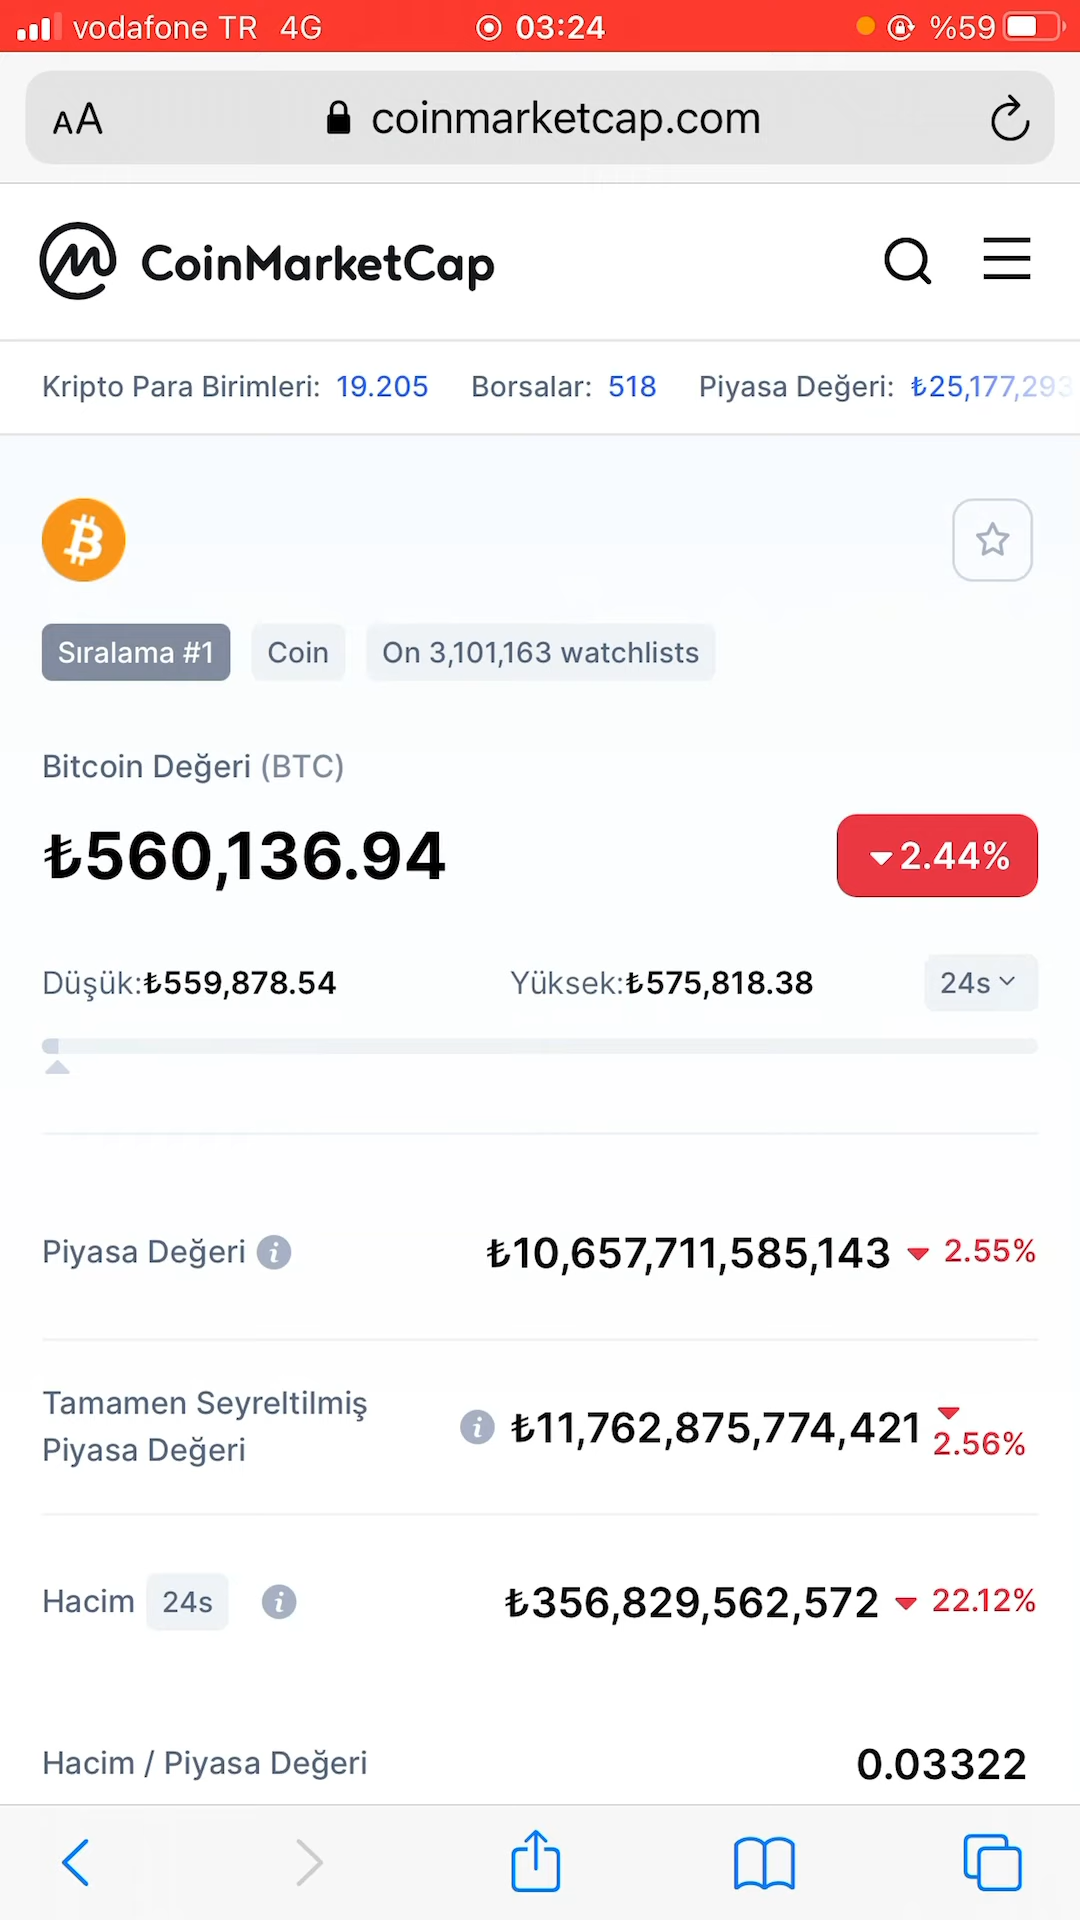 vodafone TR 4G 03:24 %59
AA coinmarketcap.com
CoinMarketCap
Kripto Para Birimleri: 19.205 Borsalar: 518 Piyasa Değeri: ₺25,177,293
Sıralama #1 Coin On 3,101,163 watchlists
Bitcoin Değeri (BTC)
₺560,136.94 2.44%
Düşük:₺559,878.54 Yüksek:₺575,818.38 24s
Piyasa Değeri ₺10,657,711,585,143 2.55%
Tamamen Seyreltilmiş
Piyasa Değeri ₺11,762,875,774,421 2.56%
Hacim 24s ₺356,829,562,572 22.12%
Hacim / Piyasa Değeri 0.03322